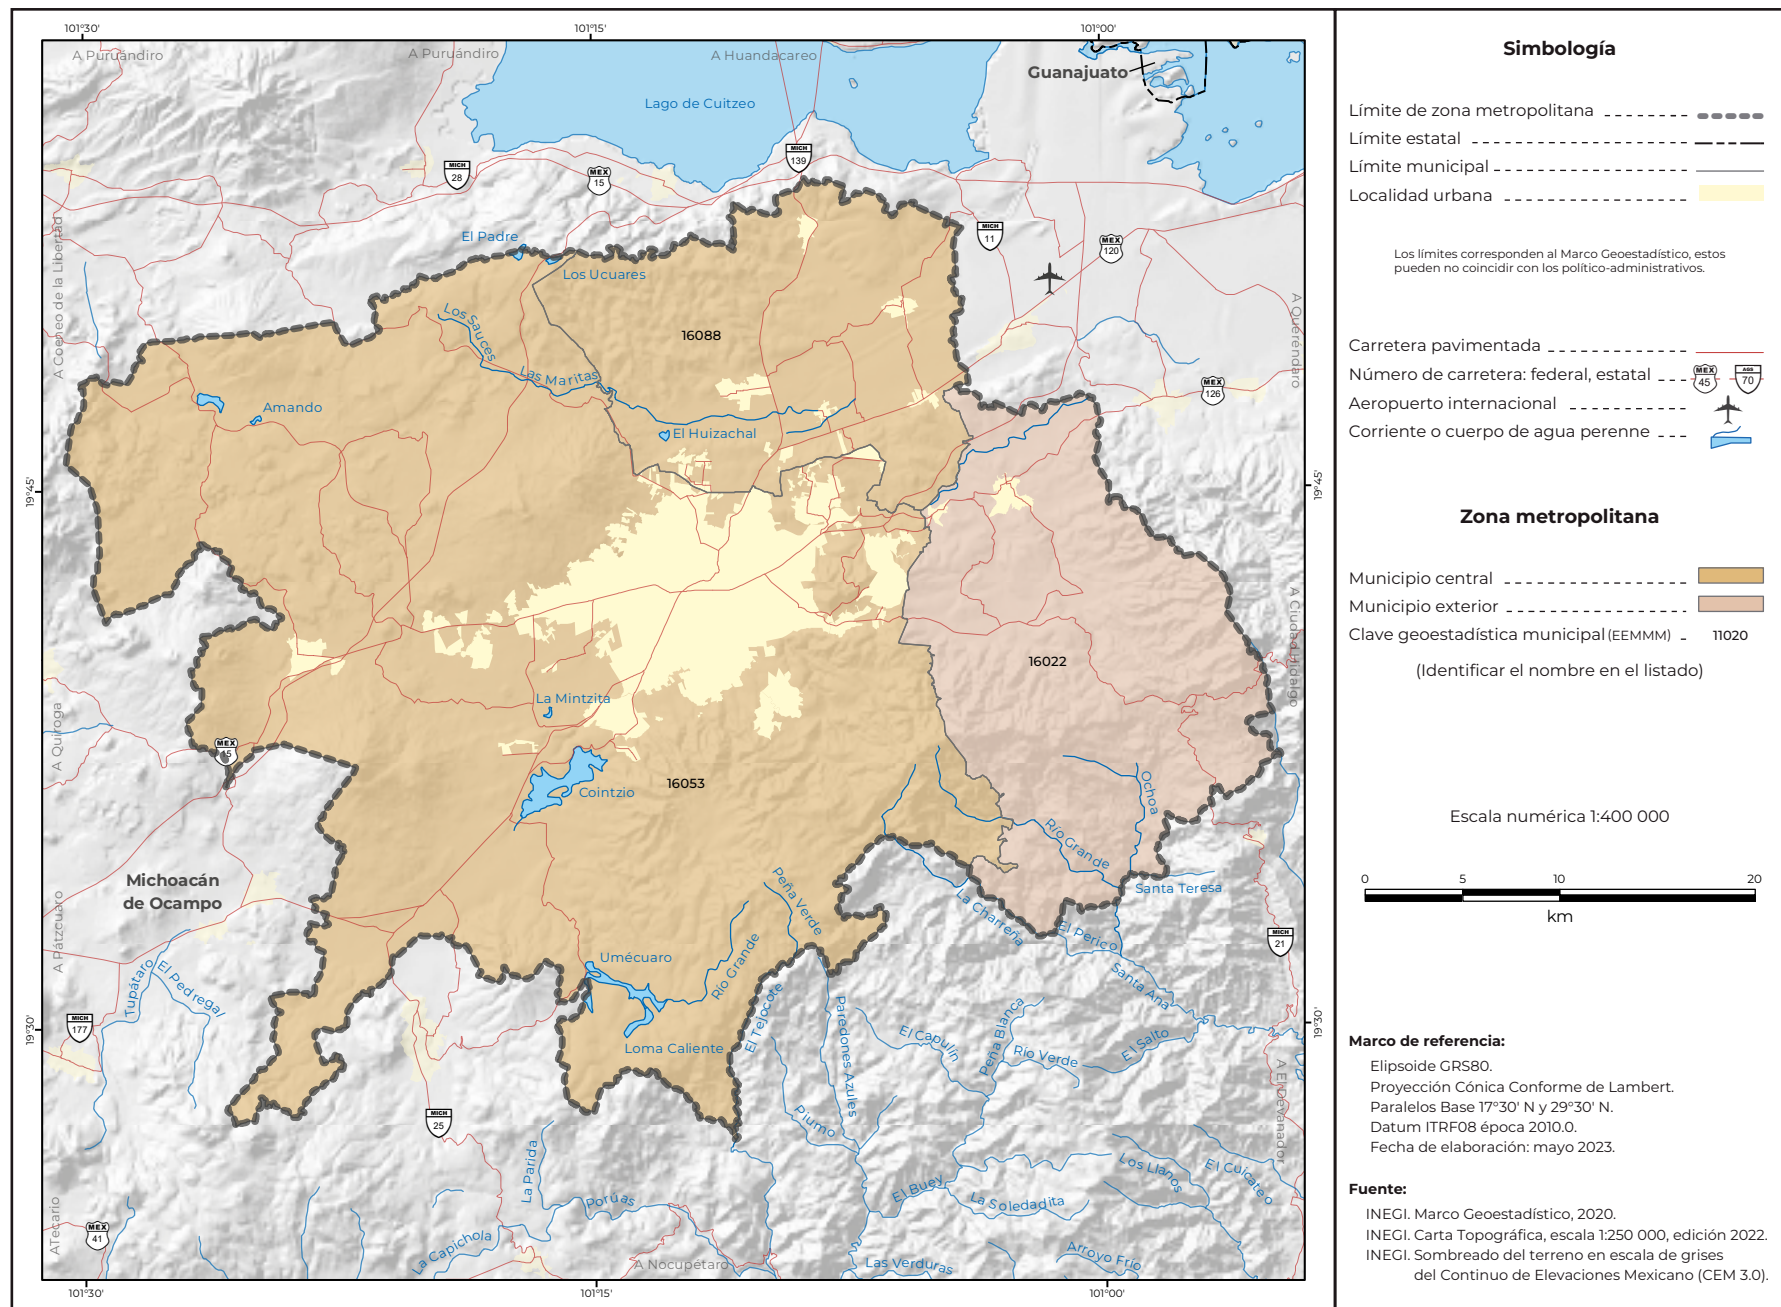 101°30'
101°15'
101°00'
A Puruándiro
A Puruándiro
A Huandacareo
Guanajuato
Lago de Cuitzeo
MICH
28
MEX
15
MICH
139
MICH
11
MEX
120
A Coeneo de la Libertad
El Padre
Los Ucuares
Los Sauces
Las Maritas
16088
A Queréndaro
MEX
126
Amando
El Huizachal
19°45'
19°45'
A Ciudad Hidalgo
16022
La Mintzita
A Quiroga
MEX
15
16053
Cointzio
Ochoa
Río Grande
Michoacán
de Ocampo
Peña Verde
Santa Teresa
La Charreña
A Pátzcuaro
El Perico
MICH
21
Umécuaro
Río Grande
Santa Ana
Tupátaro
El Pedregal
El Tejocote
Paredones Azules
Peña Blanca
El Capulín
Río Verde
El Salto
19°30'
MICH
177
19°30'
Loma Caliente
A El Devanador
MICH
25
Piumo
La Parida
Los Llanos
El Cuícateo
El Buey
La Soledadita
Poruas
ATecario
MEX
41
La Capichola
A Nocupétaro
Las Verduras
Arroyo Frío
101°30'
101°15'
101°00'
Simbología
Límite de zona metropolitana
Límite estatal
Límite municipal
Localidad urbana
Los límites corresponden al Marco Geoestadístico, estos
pueden no coincidir con los político-administrativos.
Carretera pavimentada
Número de carretera: federal, estatal
MEX
45
AGS
70
Aeropuerto internacional
Corriente o cuerpo de agua perenne
Zona metropolitana
Municipio central
Municipio exterior
Clave geoestadística municipal (EEMMM)
11020
(Identificar el nombre en el listado)
Escala numérica 1:400 000
0 5 10 20
km
Marco de referencia:
Elipsoide GRS80.
Proyección Cónica Conforme de Lambert.
Paralelos Base 17°30' N y 29°30' N.
Datum ITRF08 época 2010.0.
Fecha de elaboración: mayo 2023.
Fuente:
INEGI. Marco Geoestadístico, 2020.
INEGI. Carta Topográfica, escala 1:250 000, edición 2022.
INEGI. Sombreado del terreno en escala de grises
del Continuo de Elevaciones Mexicano (CEM 3.0).